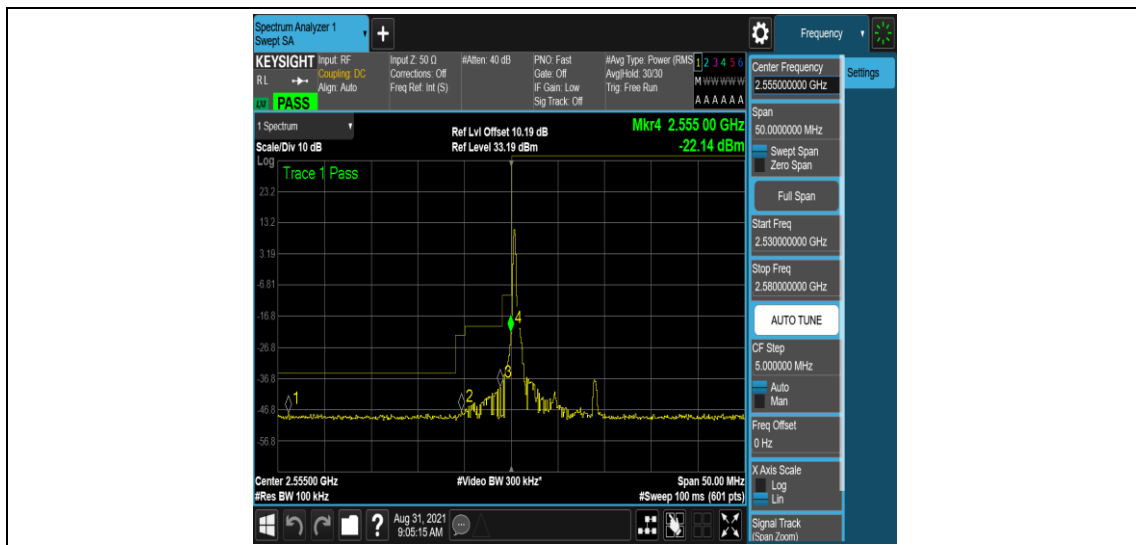 Spectrum Analyzer 1
Swept SA
+
Frequency
KEYSIGHT
Input: RF
Input Z: 50 Ω
#Atten: 40 dB
PNO: Fast
#Avg Type: Power (RMS
1 2 3 4 5 6
RL
Coupling: DC
Corrections: Off
Gate: Off
Avg|Hold: 30/30
M W W W W W
Align: Auto
Freq Ref: Int (S)
IF Gain: Low
Trig: Free Run
PASS
Sig Track: Off
A A A A A A
1 Spectrum
Ref Lvl Offset 10.19 dB
Mkr4 2.555 00 GHz
Scale/Div 10 dB
Ref Level 33.19 dBm
-22.14 dBm
Log
Trace 1 Pass
23.2
13.2
3.19
-6.81
-16.8
-26.8
-36.8
-46.8
-56.8
1
2
3
4
Center 2.55500 GHz
#Video BW 300 kHz*
Span 50.00 MHz
#Res BW 100 kHz
#Sweep 100 ms (601 pts)
Center Frequency
2.555000000 GHz
Settings
Span
50.0000000 MHz
Swept Span
Zero Span
Full Span
Start Freq
2.530000000 GHz
Stop Freq
2.580000000 GHz
AUTO TUNE
CF Step
5.000000 MHz
Auto
Man
Freq Offset
0 Hz
X Axis Scale
Log
Lin
Signal Track
(Span Zoom)
?
Aug 31, 2021
9:05:15 AM